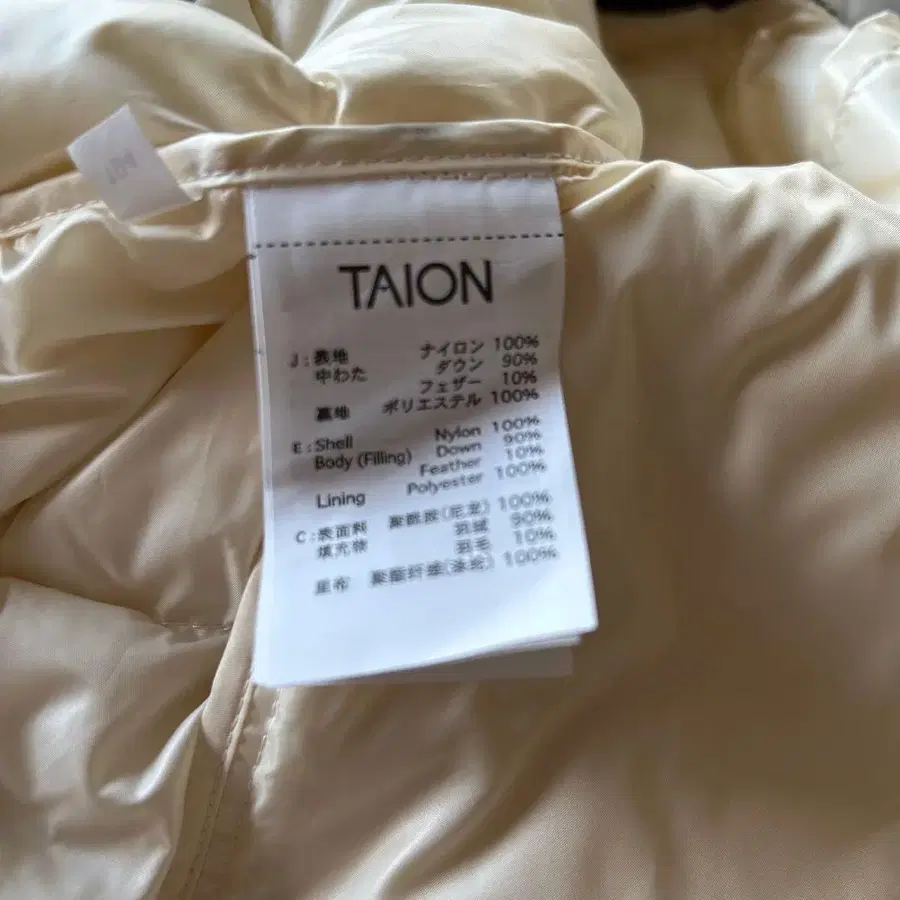 TAION
J : 表地 ナイロン 100%
中わた ダウン 90%
フェザー 10%
裏地 ポリエステル 100%
E : Shell Nylon 100%
Body (Filling) Down 90%
Feather 10%
Lining Polyester 100%
C : 表面料 聚酰胺(尼龙) 100%
填充物 羽绒 90%
羽毛 10%
里布 聚酯纤维(涤纶) 100%